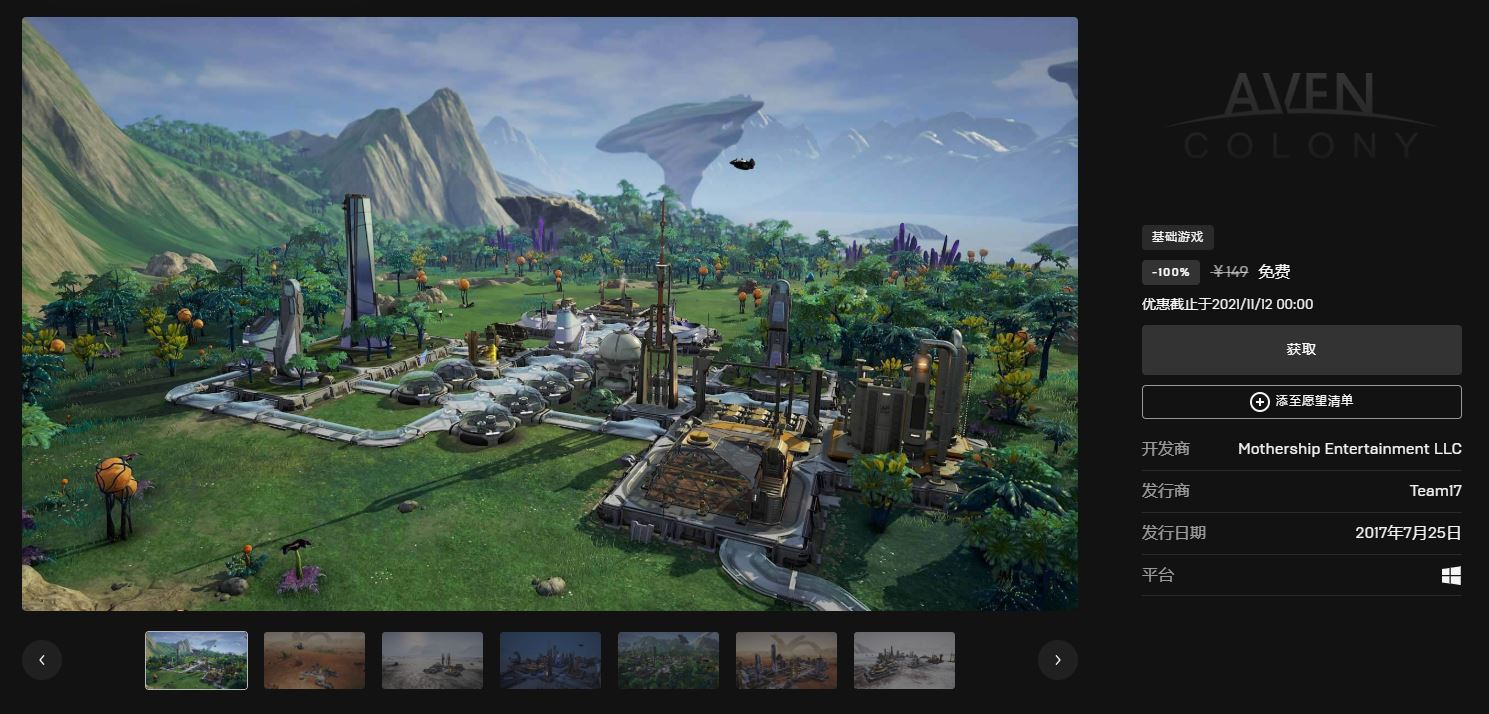 AVEN
COLONY
基础游戏
-100% ￥149 免费
优惠截止于2021/11/12 00:00
获取
添至愿望清单
开发商 Mothership Entertainment LLC
发行商 Team17
发行日期 2017年7月25日
平台